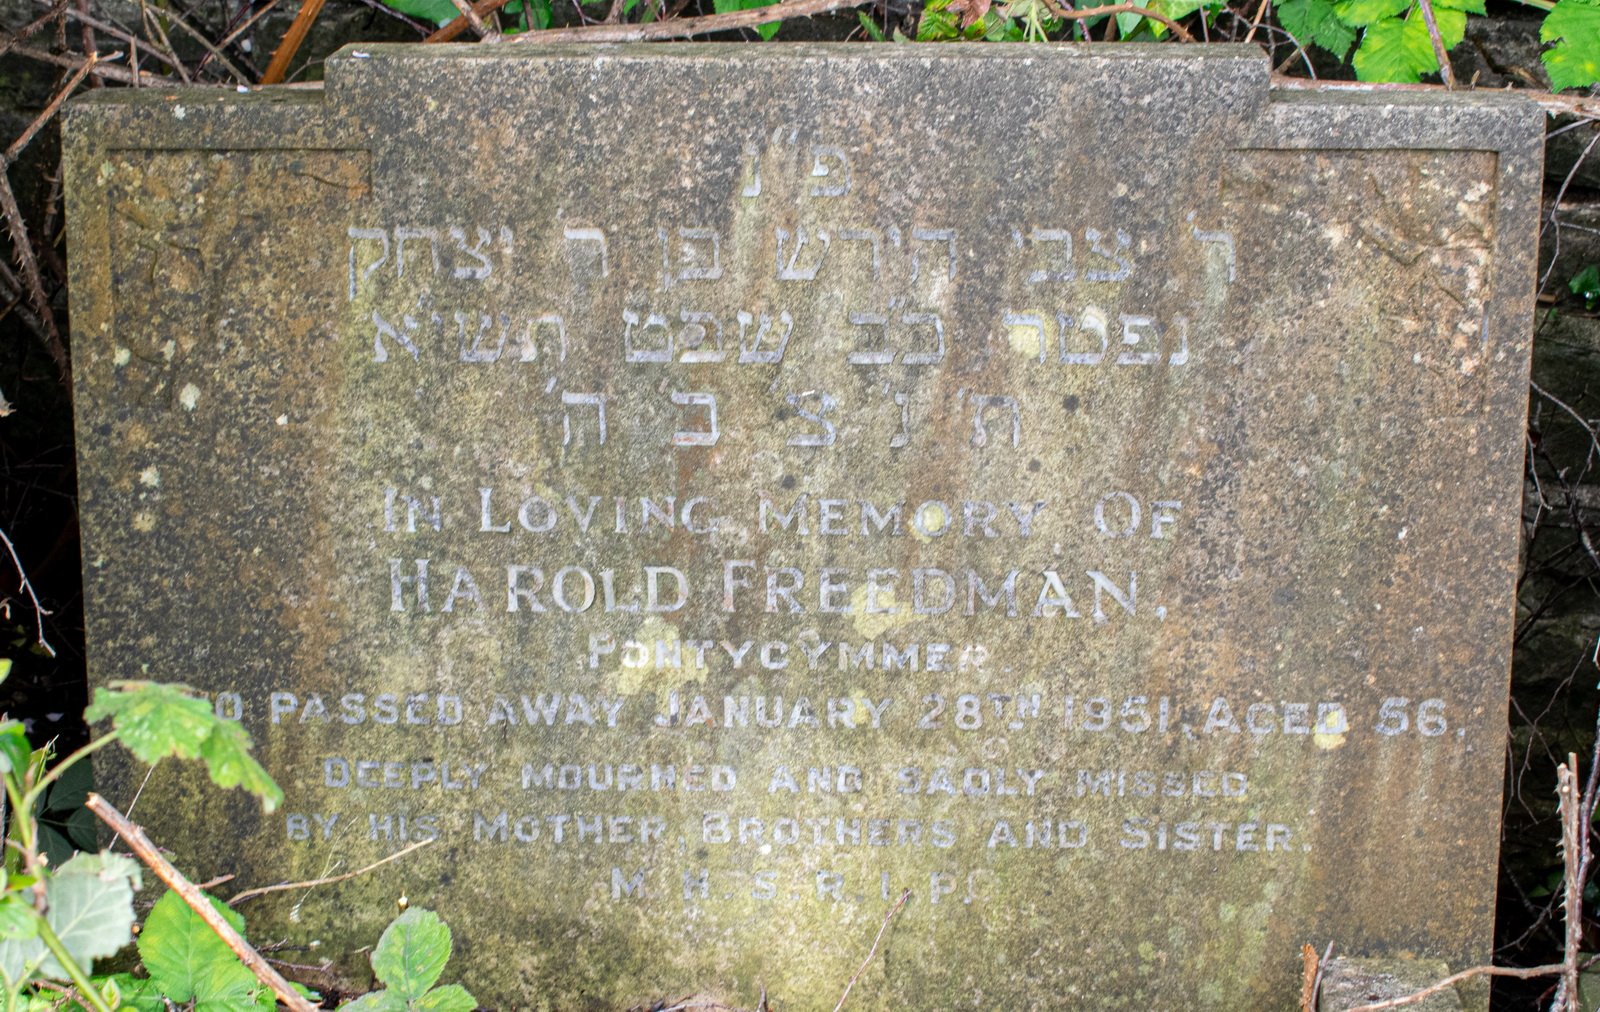 פ"נ
ר' צבי הירש בן ר' יצחק
נפטר כ"ב שבט תשי"א
ת' נ' צ' ב' ה'
IN LOVING MEMORY OF
HAROLD FREEDMAN,
PONTYCYMMER.
PASSED AWAY JANUARY 28TH 1951, AGED 56.
DEEPLY MOURNED AND SADLY MISSED
BY HIS MOTHER, BROTHERS AND SISTER.
M.H.S.R.I.P.